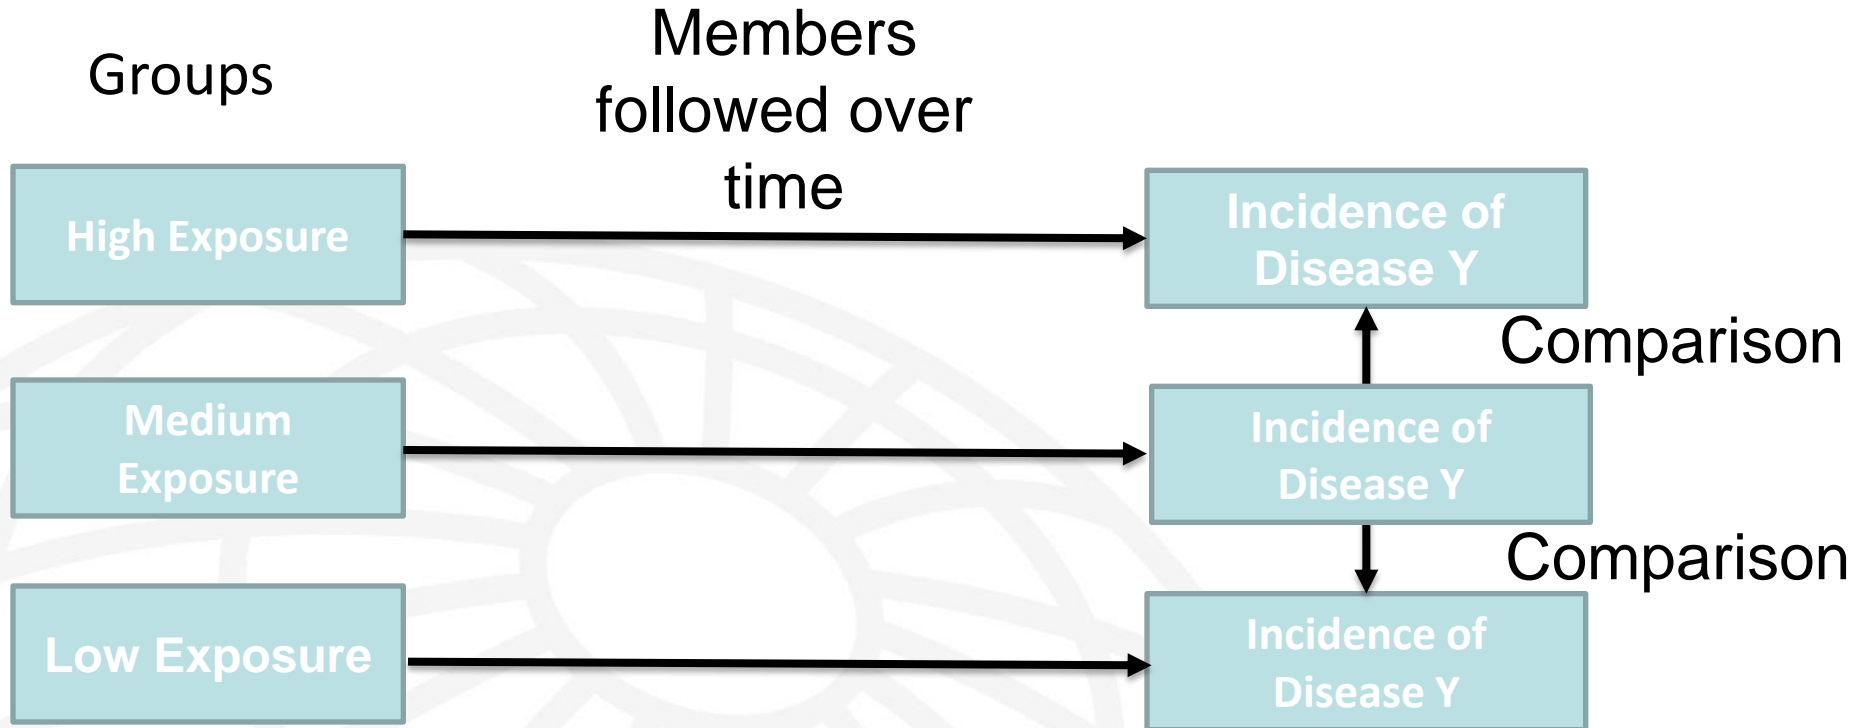 Groups
Members
followed over
time
High Exposure
Incidence of
Disease Y
Comparison
Medium
Exposure
Incidence of
Disease Y
Comparison
Low Exposure
Incidence of
Disease Y